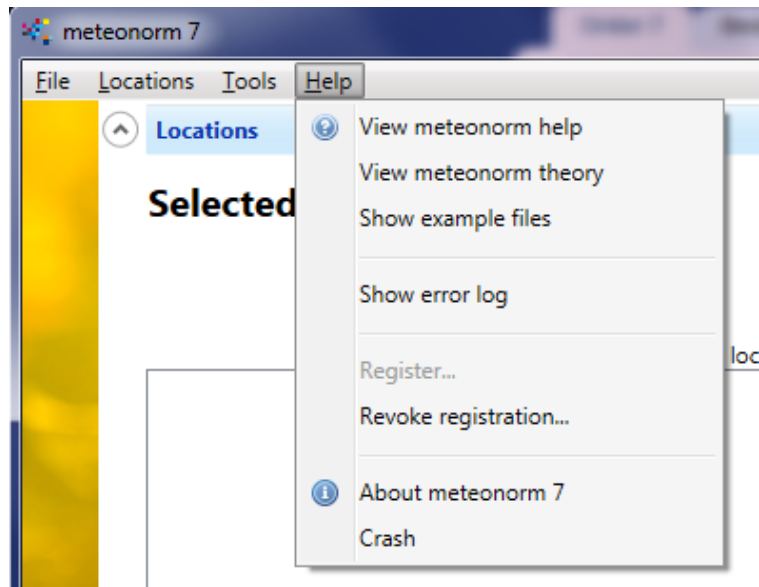 meteonorm 7
File Locations Tools Help
Locations
Selected
View meteonorm help
View meteonorm theory
Show example files
Show error log
loc
Register...
Revoke registration...
About meteonorm 7
Crash